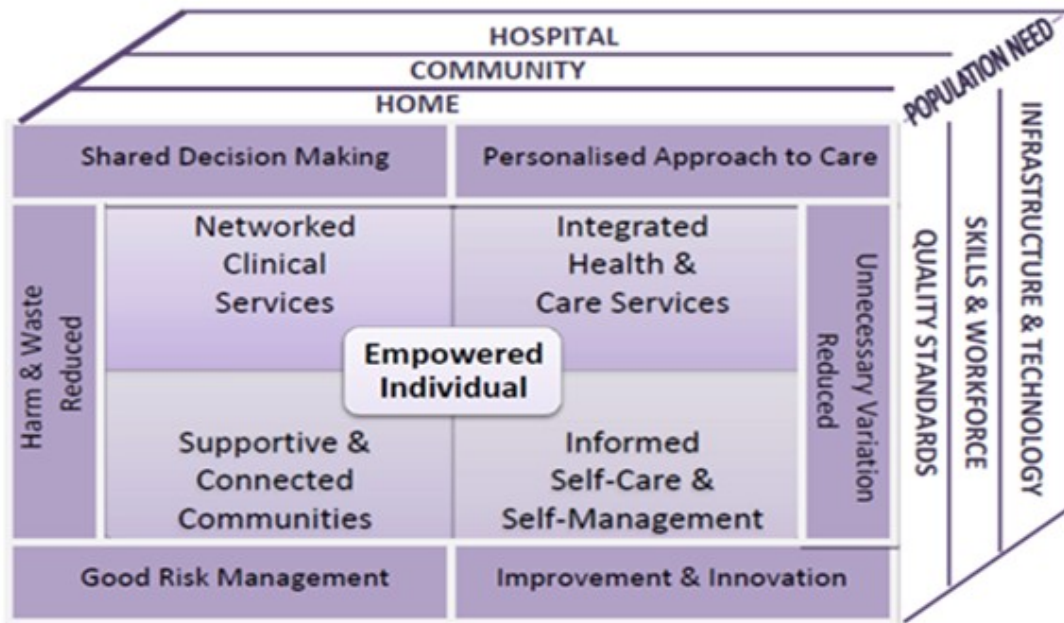 HOSPITAL
COMMUNITY
HOME
POPULATION NEED
Shared Decision Making
Personalised Approach to Care
Harm & Waste
Reduced
Networked
Clinical
Services
Integrated
Health &
Care Services
Empowered
Individual
Supportive &
Connected
Communities
Informed
Self-Care &
Self-Management
Unnecessary Variation
Reduced
QUALITY STANDARDS
SKILLS & WORKFORCE
INFRASTRUCTURE & TECHNOLOGY
Good Risk Management
Improvement & Innovation